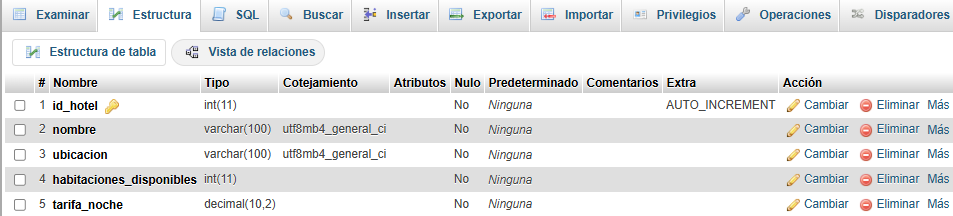 Examinar Estructura SQL Buscar Insertar Exportar Importar Privilegios Operaciones Disparadores
Estructura de tabla Vista de relaciones
# Nombre Tipo Cotejamiento Atributos Nulo Predeterminado Comentarios Extra Acción
1 id_hotel int(11) No Ninguna AUTO_INCREMENT Cambiar Eliminar Más
2 nombre varchar(100) utf8mb4_general_ci No Ninguna Cambiar Eliminar Más
3 ubicacion varchar(100) utf8mb4_general_ci No Ninguna Cambiar Eliminar Más
4 habitaciones_disponibles int(11) No Ninguna Cambiar Eliminar Más
5 tarifa_noche decimal(10,2) No Ninguna Cambiar Eliminar Más